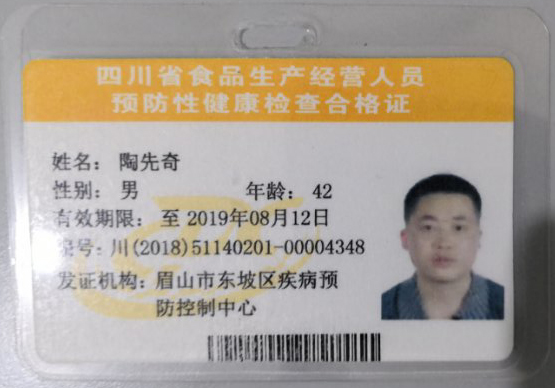 四川省食品生产经营人员
预防性健康检查合格证
姓名： 陶先奇
性别： 男 年龄： 42
有效期限： 至 2019年08月12日
号：川(2018)51140201-00004348
发证机构：眉山市东坡区疾病预
防控制中心